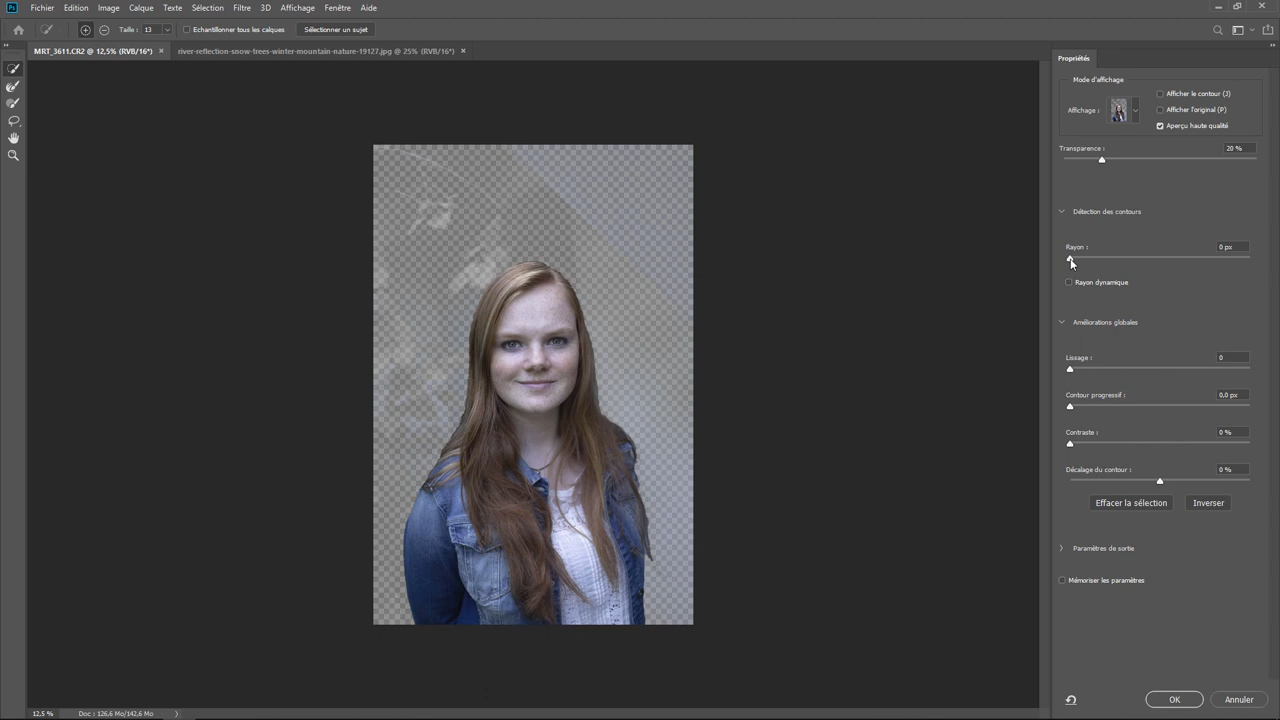 Ps Fichier Edition Image Calque Texte Sélection Filtre 3D Affichage Fenêtre Aide
Taille : 13 Echantillonner tous les calques Sélectionner un sujet
MRT_3611.CR2 @ 12,5% (RVB/16*) × river-reflection-snow-trees-winter-mountain-nature-19127.jpg @ 25% (RVB/16*) ×
Propriétés
Mode d'affichage
Affichage :
Afficher le contour (J)
Afficher l'original (P)
Aperçu haute qualité
Transparence : 20 %
Détection des contours
Rayon : 0 px
Rayon dynamique
Améliorations globales
Lissage : 0
Contour progressif : 0,0 px
Contraste : 0 %
Décalage du contour : 0 %
Effacer la sélection Inverser
Paramètres de sortie
Mémoriser les paramètres
OK Annuler
12,5 % Doc : 126,6 Mo/142,6 Mo